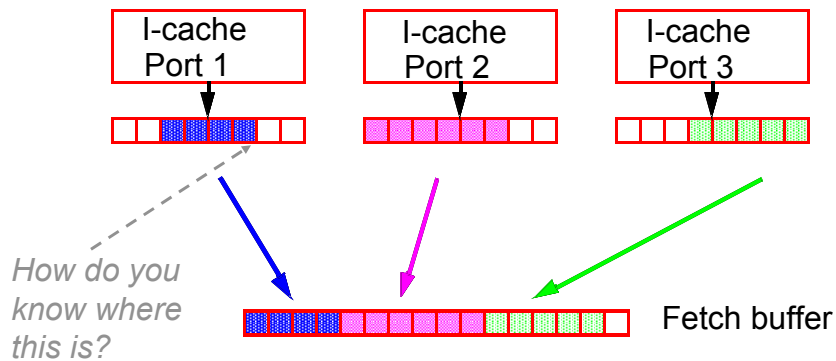 I-cache
Port 1
I-cache
Port 2
I-cache
Port 3
How do you
know where
this is?
Fetch buffer